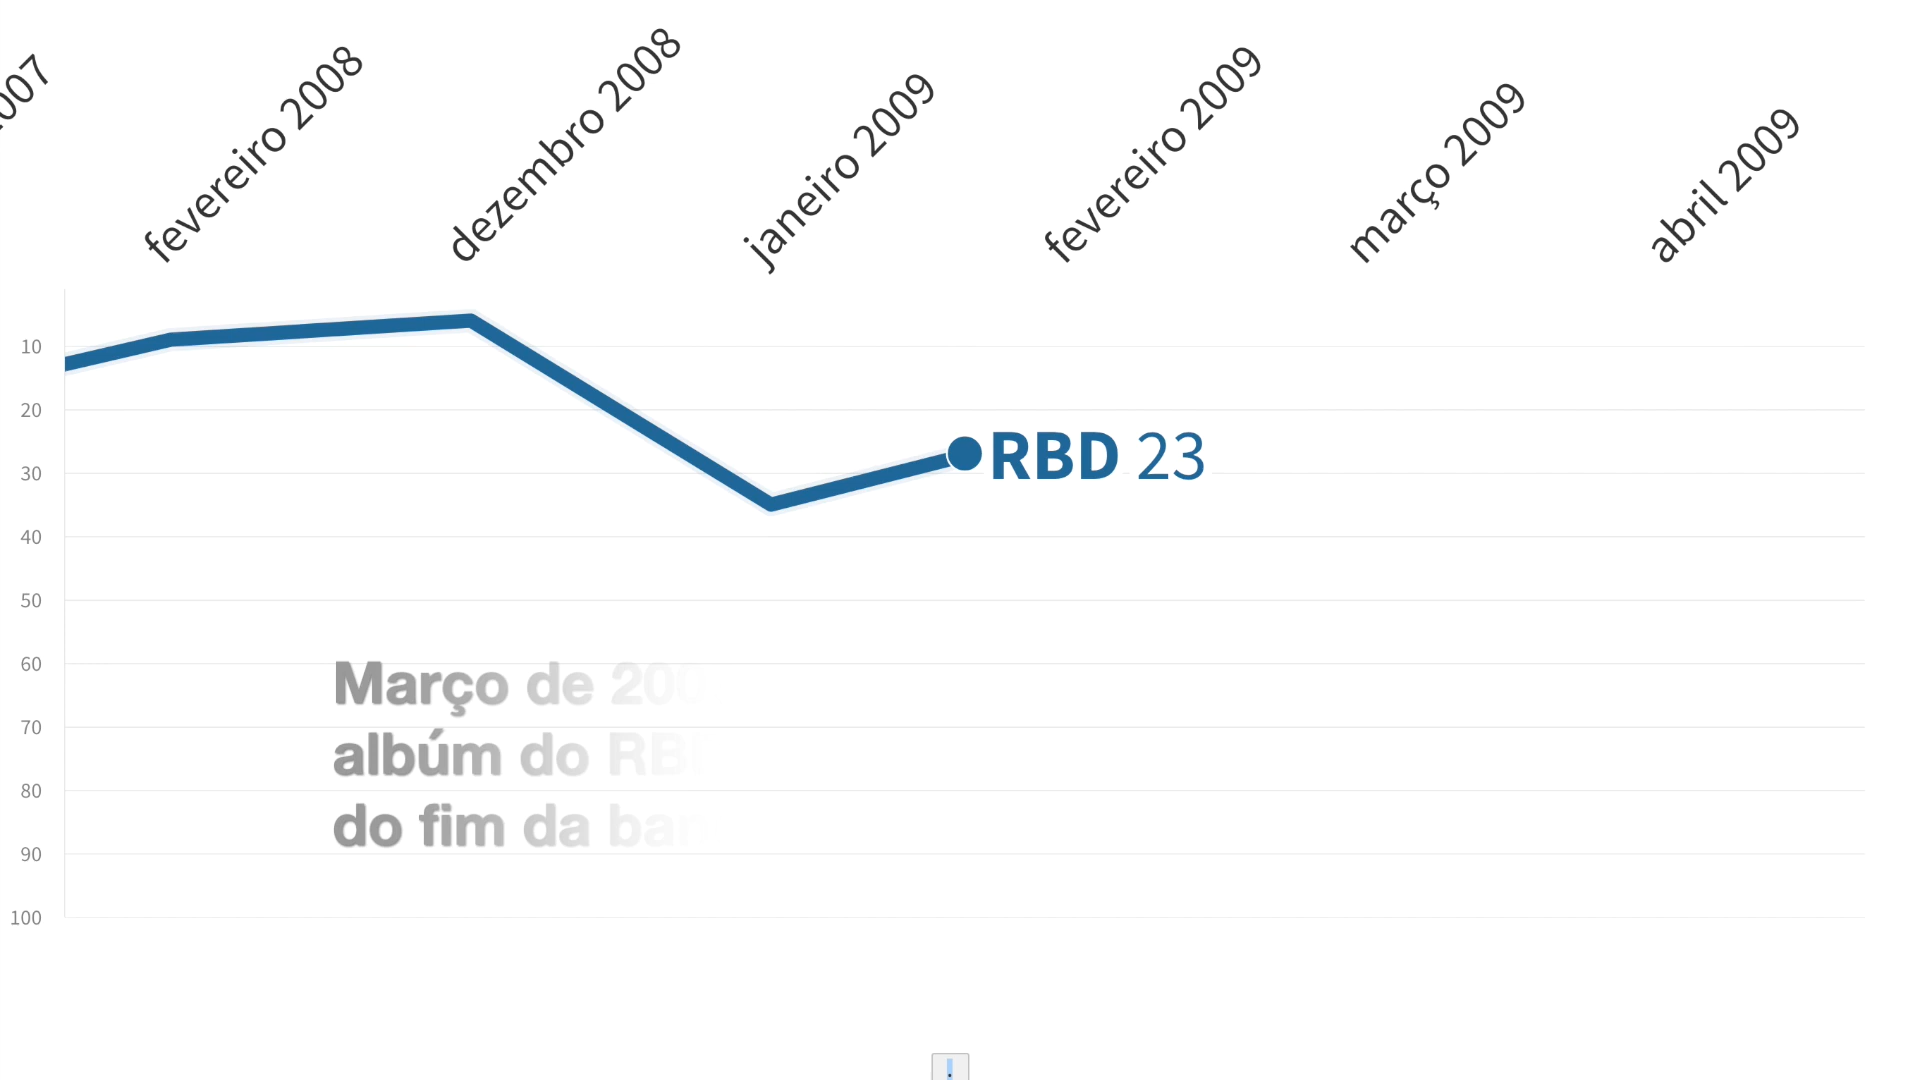 fevereiro 2008
dezembro 2008
janeiro 2009
fevereiro 2009
março 2009
abril 2009
10
20
RBD 23
30
40
50
60
Março de
70
albúm do
80
do fim da
90
100